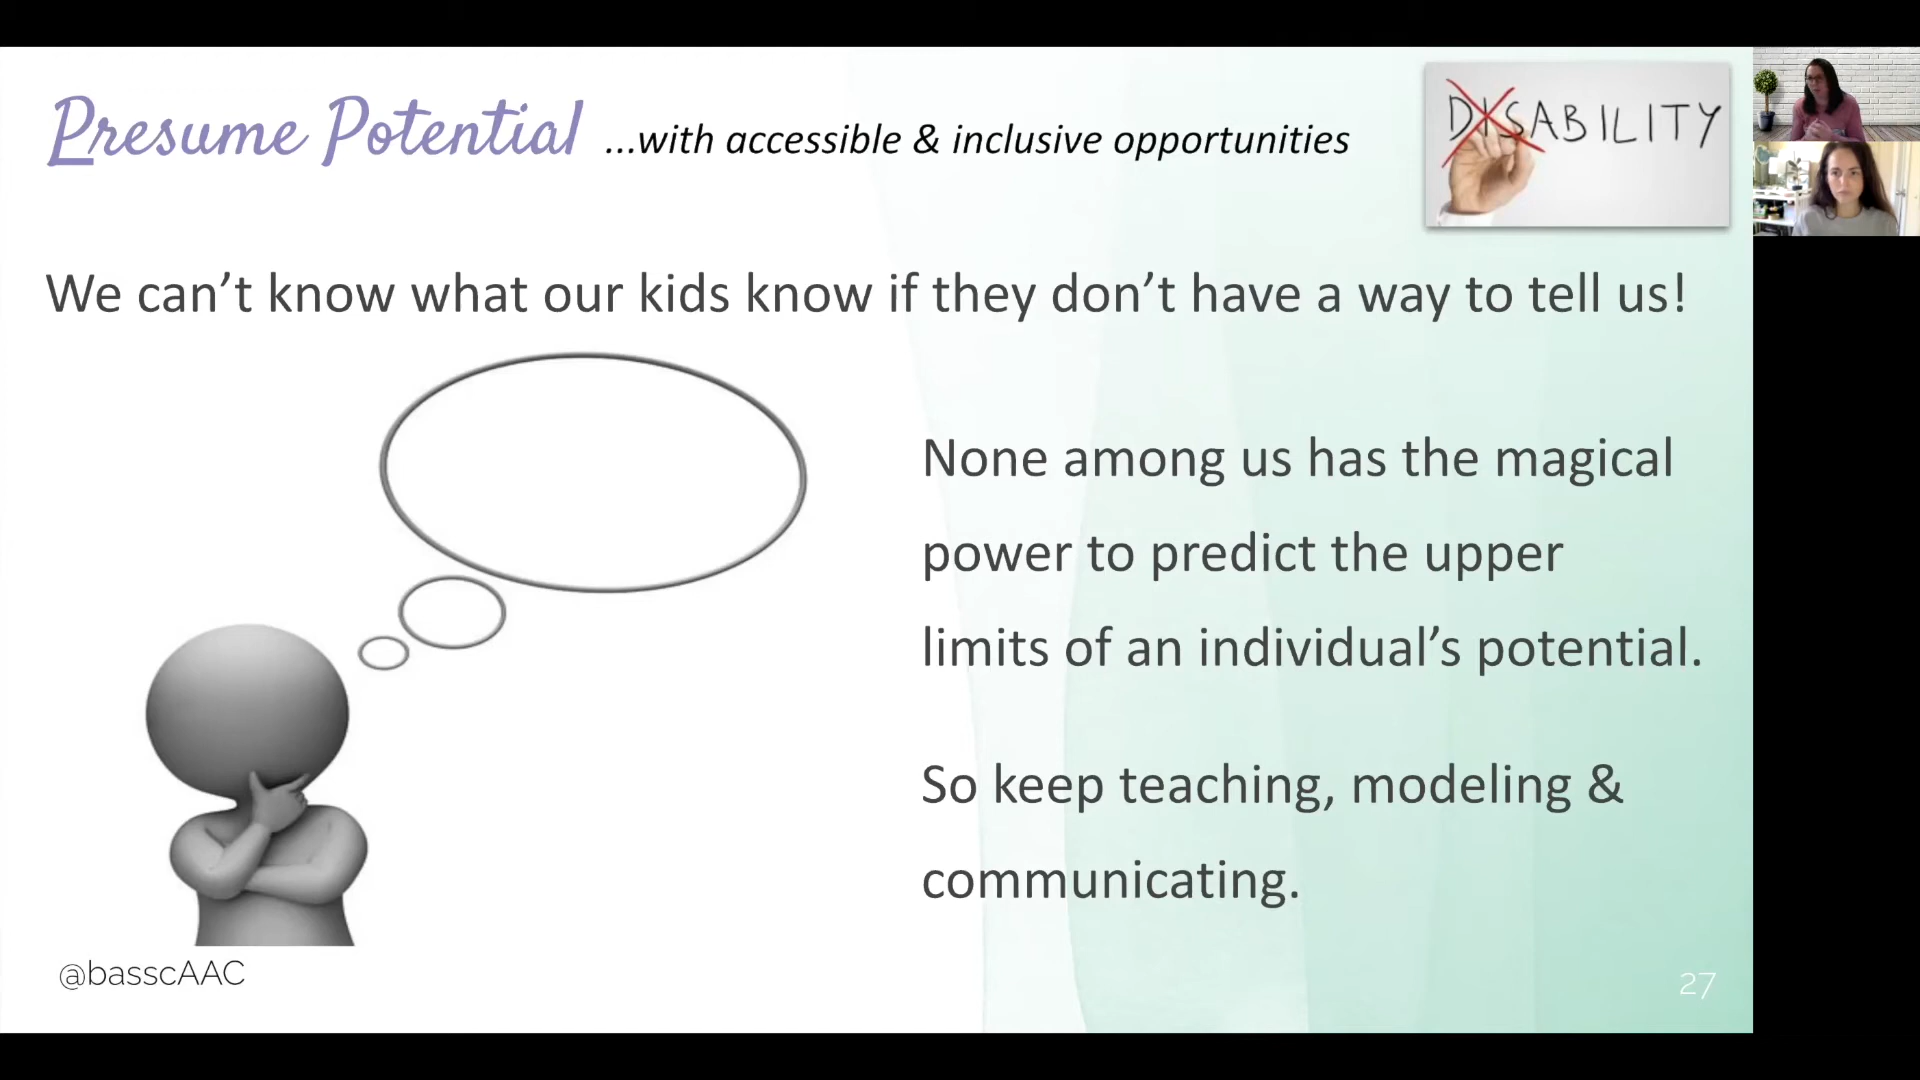 Presume Potential ...with accessible & inclusive opportunities
DISABILITY
We can’t know what our kids know if they don’t have a way to tell us!
None among us has the magical
power to predict the upper
limits of an individual’s potential.
So keep teaching, modeling &
communicating.
@basscAAC
27